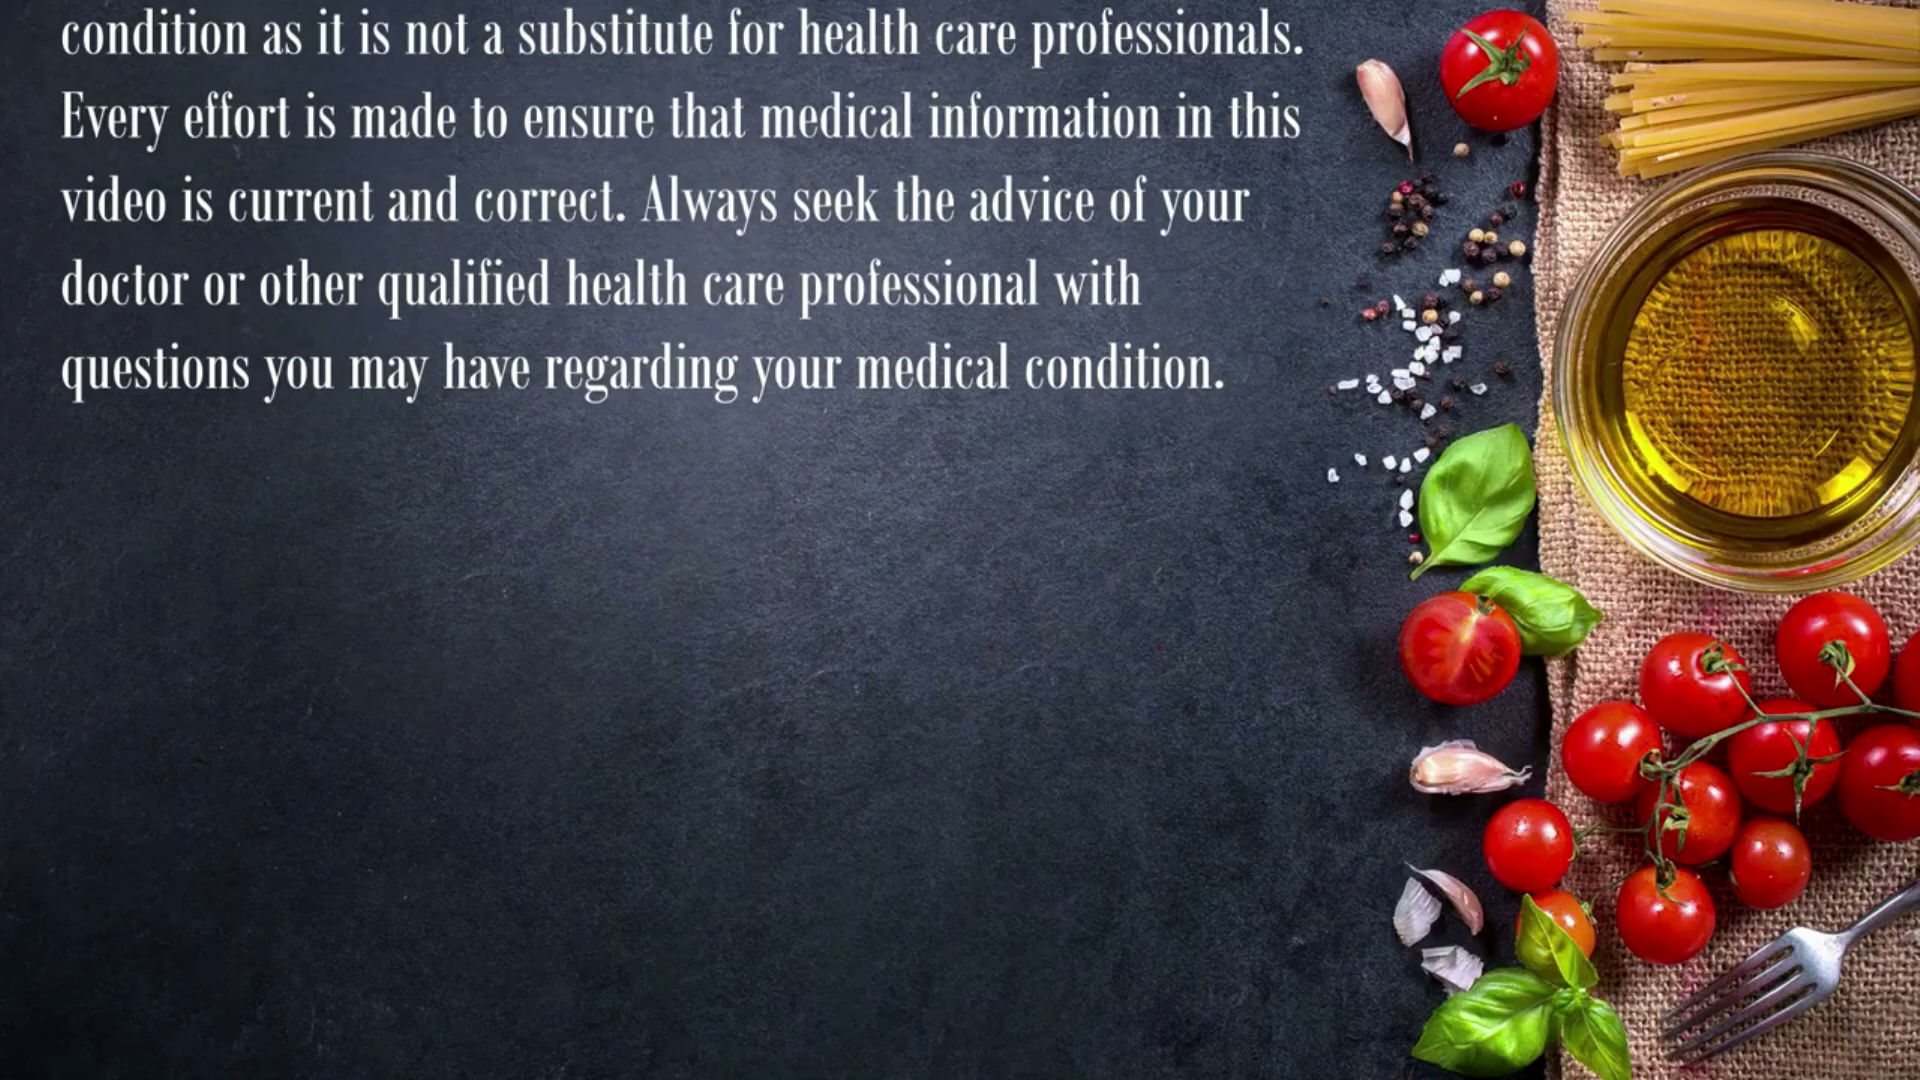 condition as it is not a substitute for health care professionals.
Every effort is made to ensure that medical information in this
video is current and correct. Always seek the advice of your
doctor or other qualified health care professional with
questions you may have regarding your medical condition.